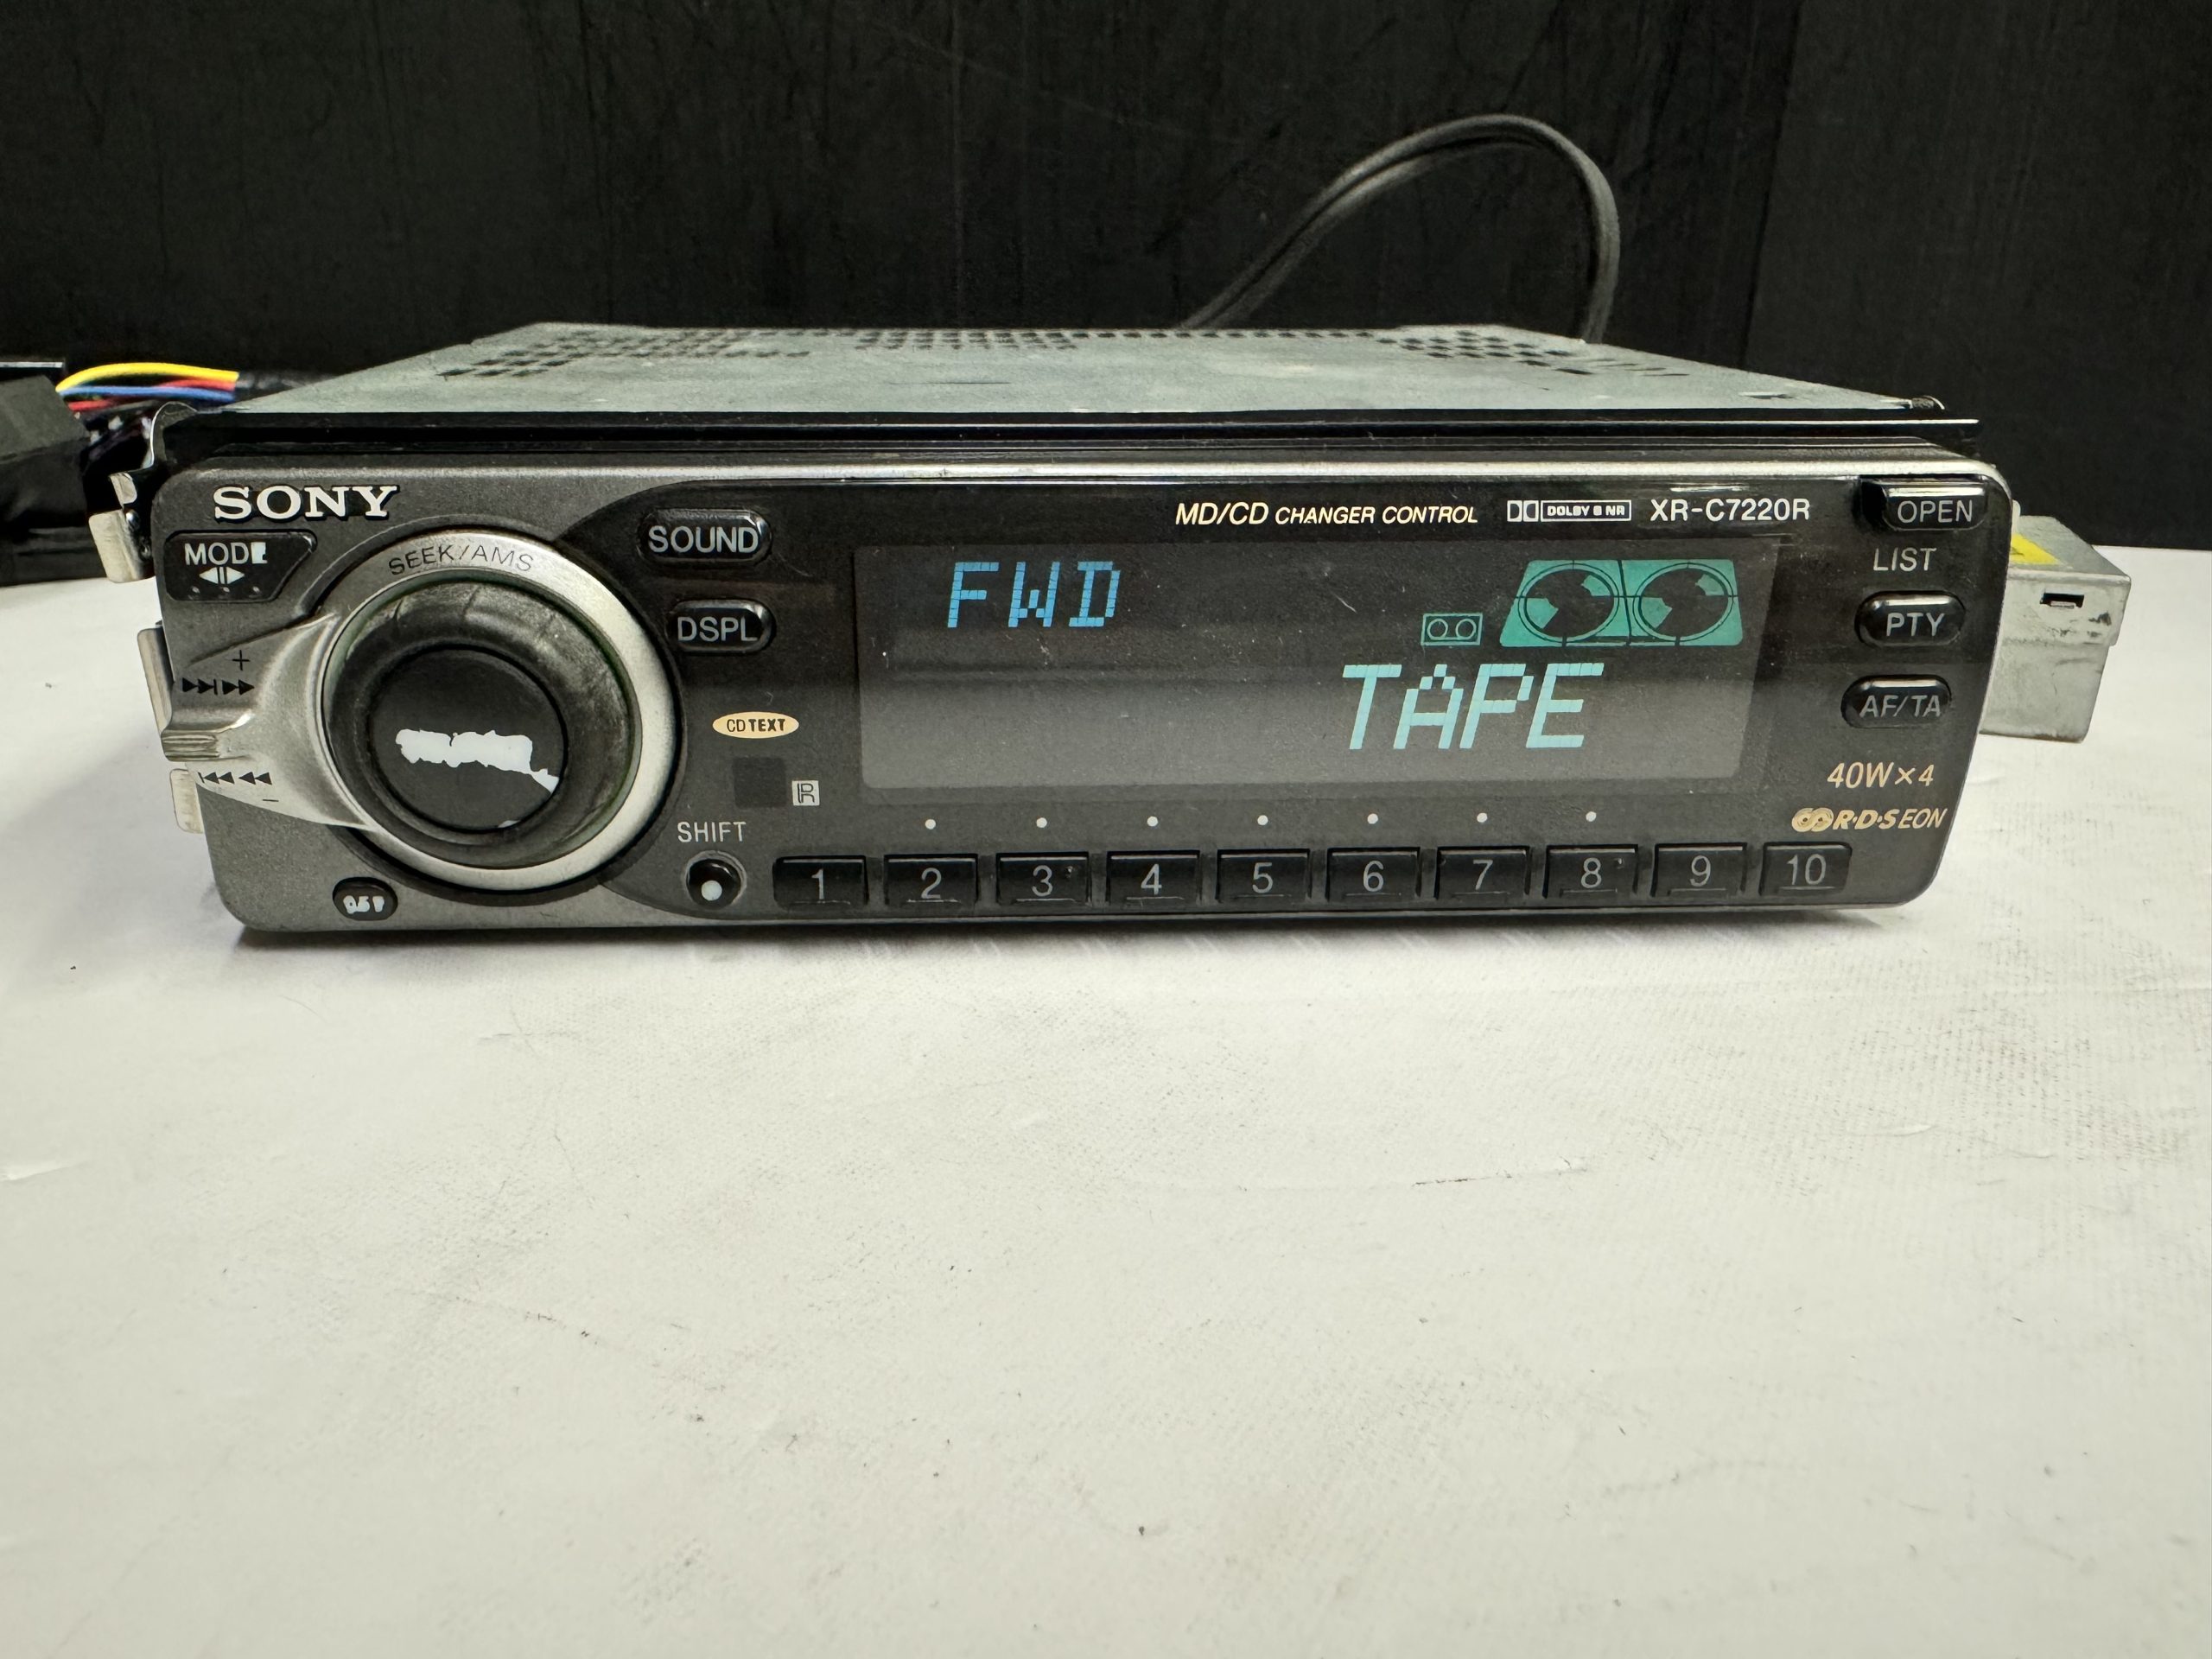 SONY
MODE
SEEK/AMS
+
-
SOUND
DSPL
CD TEXT
SHIFT
MD/CD CHANGER CONTROL
DOLBY B NR
XR-C7220R
FWD
TAPE
OPEN
LIST
PTY
AF/TA
40W×4
R·D·S EON
1 2 3 4 5 6 7 8 9 10